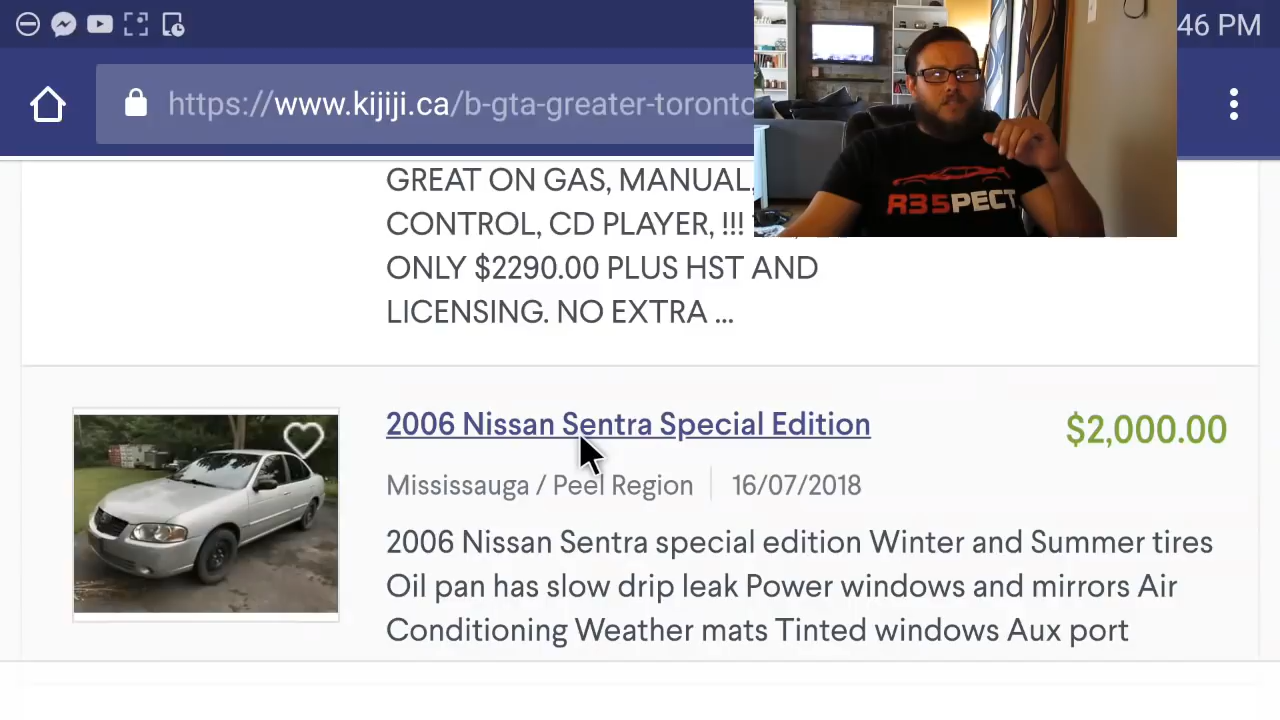 46 PM
https://www.kijiji.ca/b-gta-greater-toronto
R35PECT
GREAT ON GAS, MANUAL,
CONTROL, CD PLAYER, !!!
ONLY $2290.00 PLUS HST AND
LICENSING. NO EXTRA ...
2006 Nissan Sentra Special Edition
$2,000.00
Mississauga / Peel Region
16/07/2018
2006 Nissan Sentra special edition Winter and Summer tires
Oil pan has slow drip leak Power windows and mirrors Air
Conditioning Weather mats Tinted windows Aux port